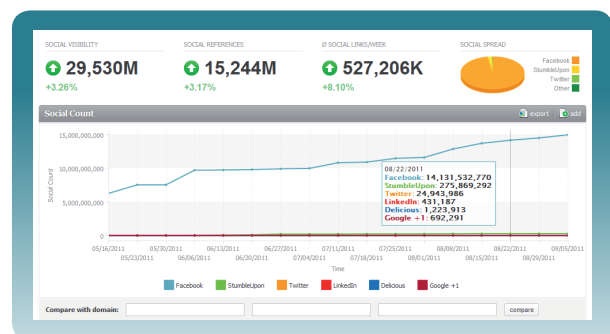 SOCIAL VISIBILITY
29,530M
+3.26%
SOCIAL REFERENCES
15,244M
+3.17%
Ø SOCIAL LINKS/WEEK
527,206K
+8.10%
SOCIAL SPREAD
Facebook
StumbleUpon
Twitter
Other
Social Count
export
add
Social Count
15,000,000,000
10,000,000,000
5,000,000,000
0
08/22/2011
Facebook: 14,131,532,770
StumbleUpon: 275,869,292
Twitter: 24,943,986
LinkedIn: 431,187
Delicious: 1,223,913
Google +1: 692,291
05/16/2011 05/30/2011 06/13/2011 06/27/2011 07/11/2011 07/25/2011 08/08/2011 08/22/2011 09/05/2011
05/23/2011 06/06/2011 06/20/2011 07/04/2011 07/18/2011 08/01/2011 08/15/2011 08/29/2011
Time
Facebook StumbleUpon Twitter LinkedIn Delicious Google +1
Compare with domain: compare